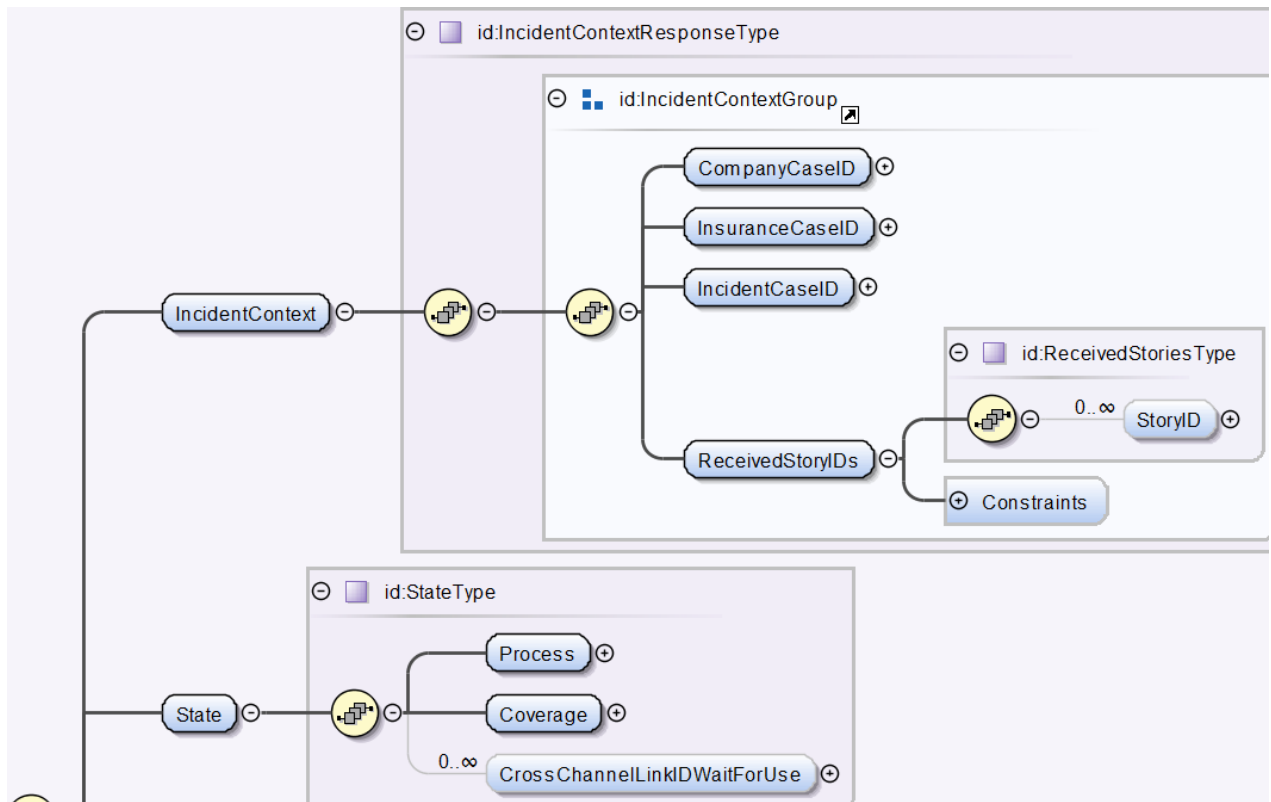 id:IncidentContextResponseType
id:IncidentContextGroup
CompanyCaseID
InsuranceCaseID
IncidentCaseID
IncidentContext
id:ReceivedStoriesType
0..∞
StoryID
ReceivedStoryIDs
Constraints
id:StateType
Process
State
Coverage
0..∞
CrossChannelLinkIDWaitForUse